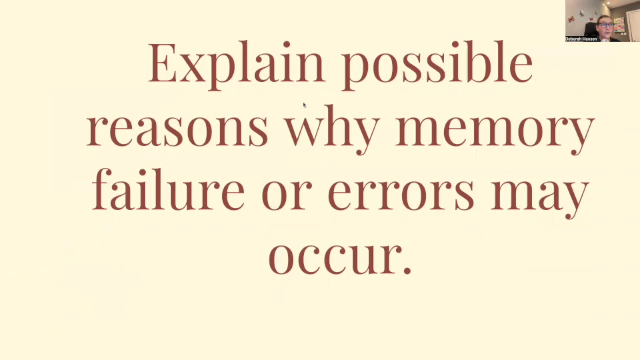 Explain possible
reasons why memory
failure or errors may
occur.